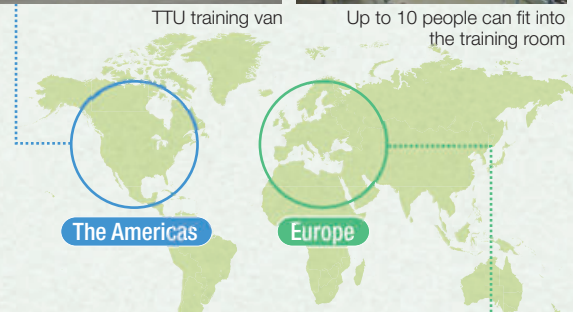 TTU training van
Up to 10 people can fit into
the training room
The Americas
Europe